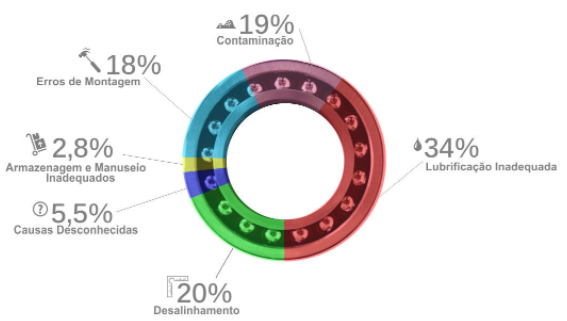 19%
Contaminação
18%
Erros de Montagem
34%
Lubrificação Inadequada
2,8%
Armazenagem e Manuseio
Inadequados
?
5,5%
Causas Desconhecidas
20%
Desalinhamento